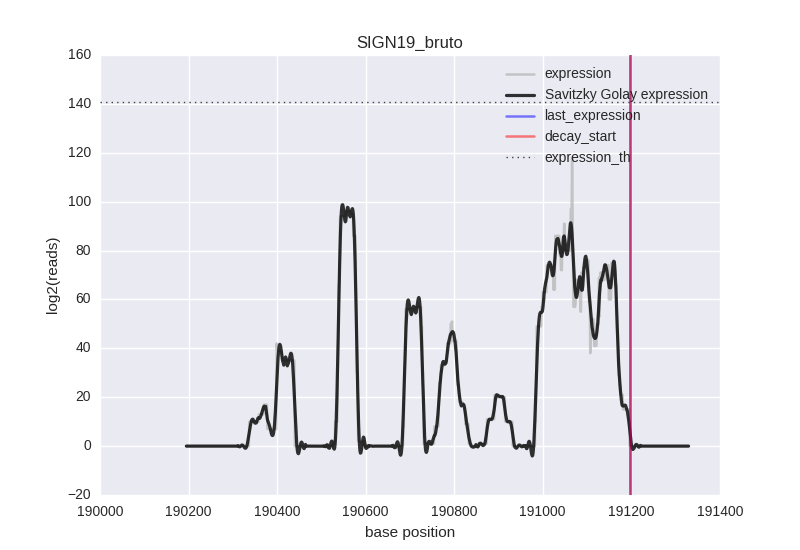 SIGN19_bruto
160
140
120
100
80
60
40
20
0
−20
log2(reads)
expression
Savitzky Golay expression
last_expression
decay_start
expression_th
190000 190200 190400 190600 190800 191000 191200 191400
base position